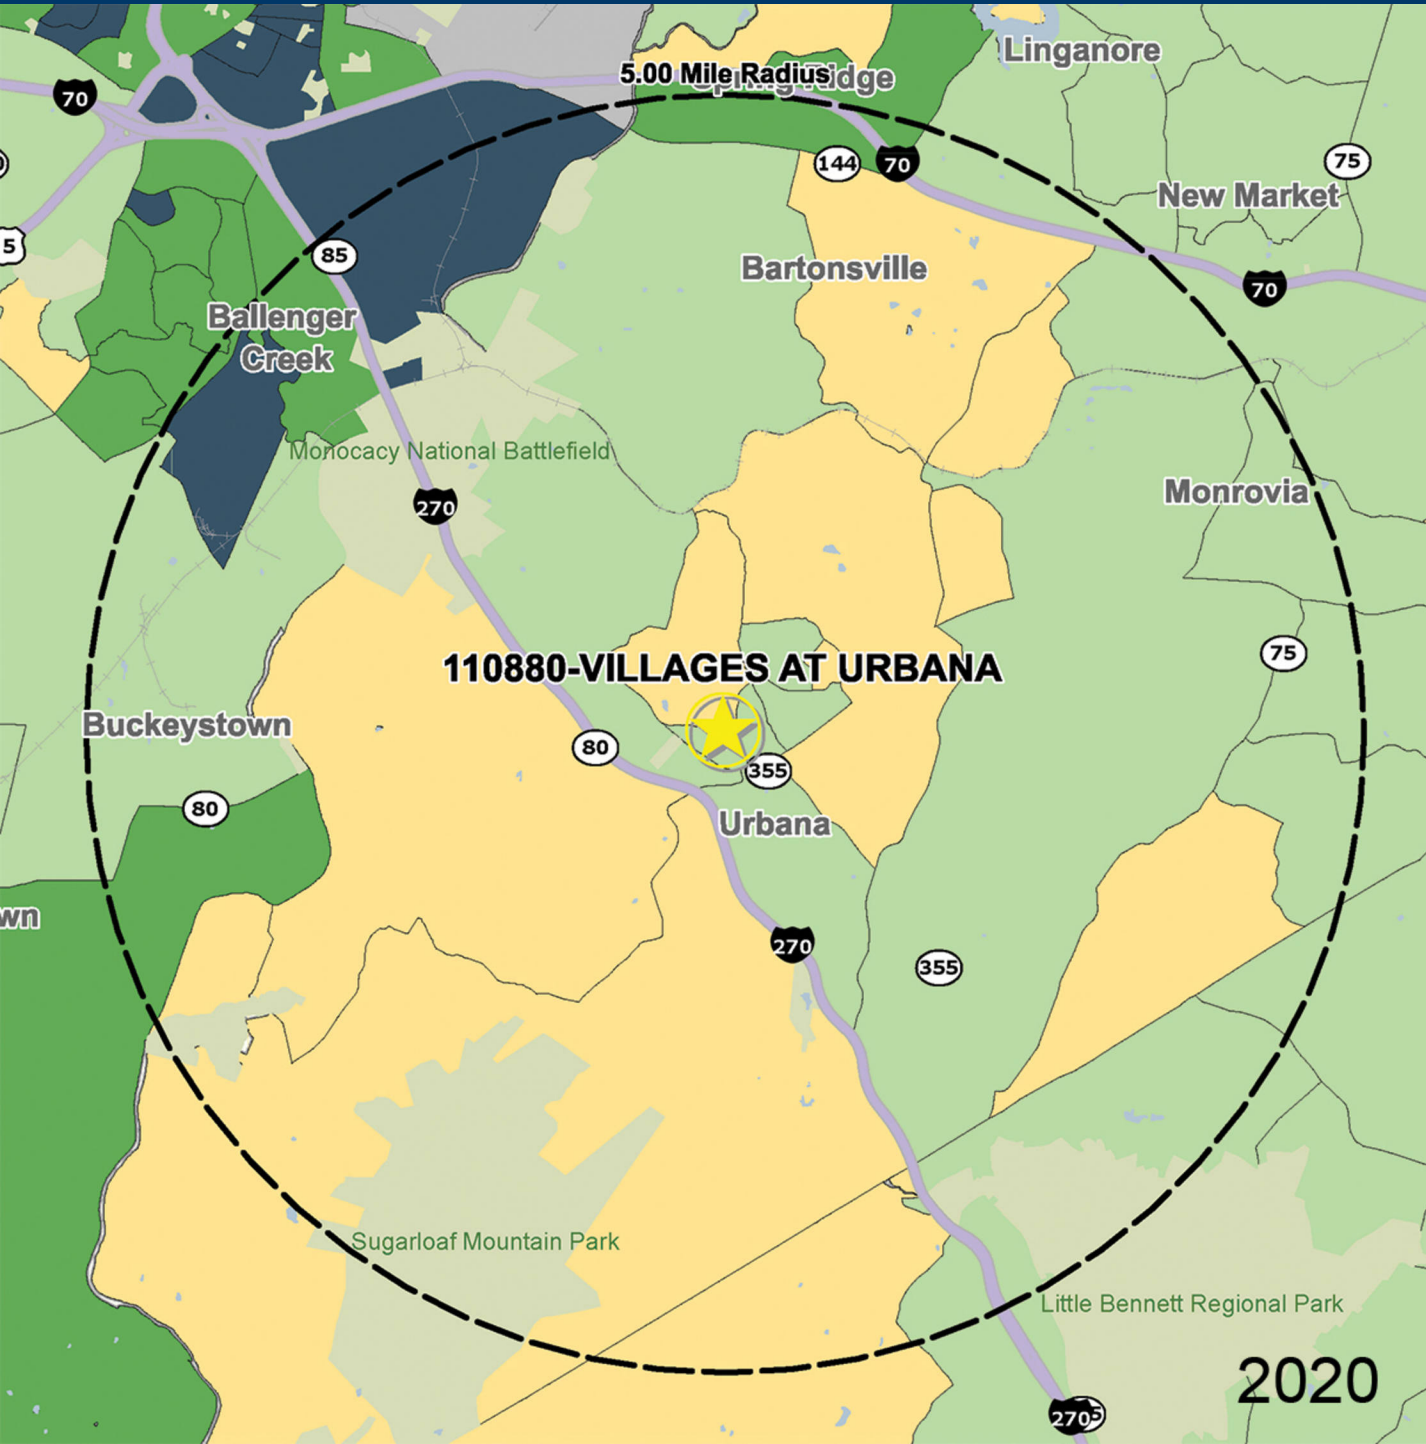 Linganore
5.00 Mile Radius
70
144
70
75
New Market
5
85
Bartonsville
70
Ballenger
Creek
Monocacy National Battlefield
270
Monrovia
110880-VILLAGES AT URBANA
75
Buckeystown
80
355
80
Urbana
wn
270
355
Sugarloaf Mountain Park
Little Bennett Regional Park
2020
270